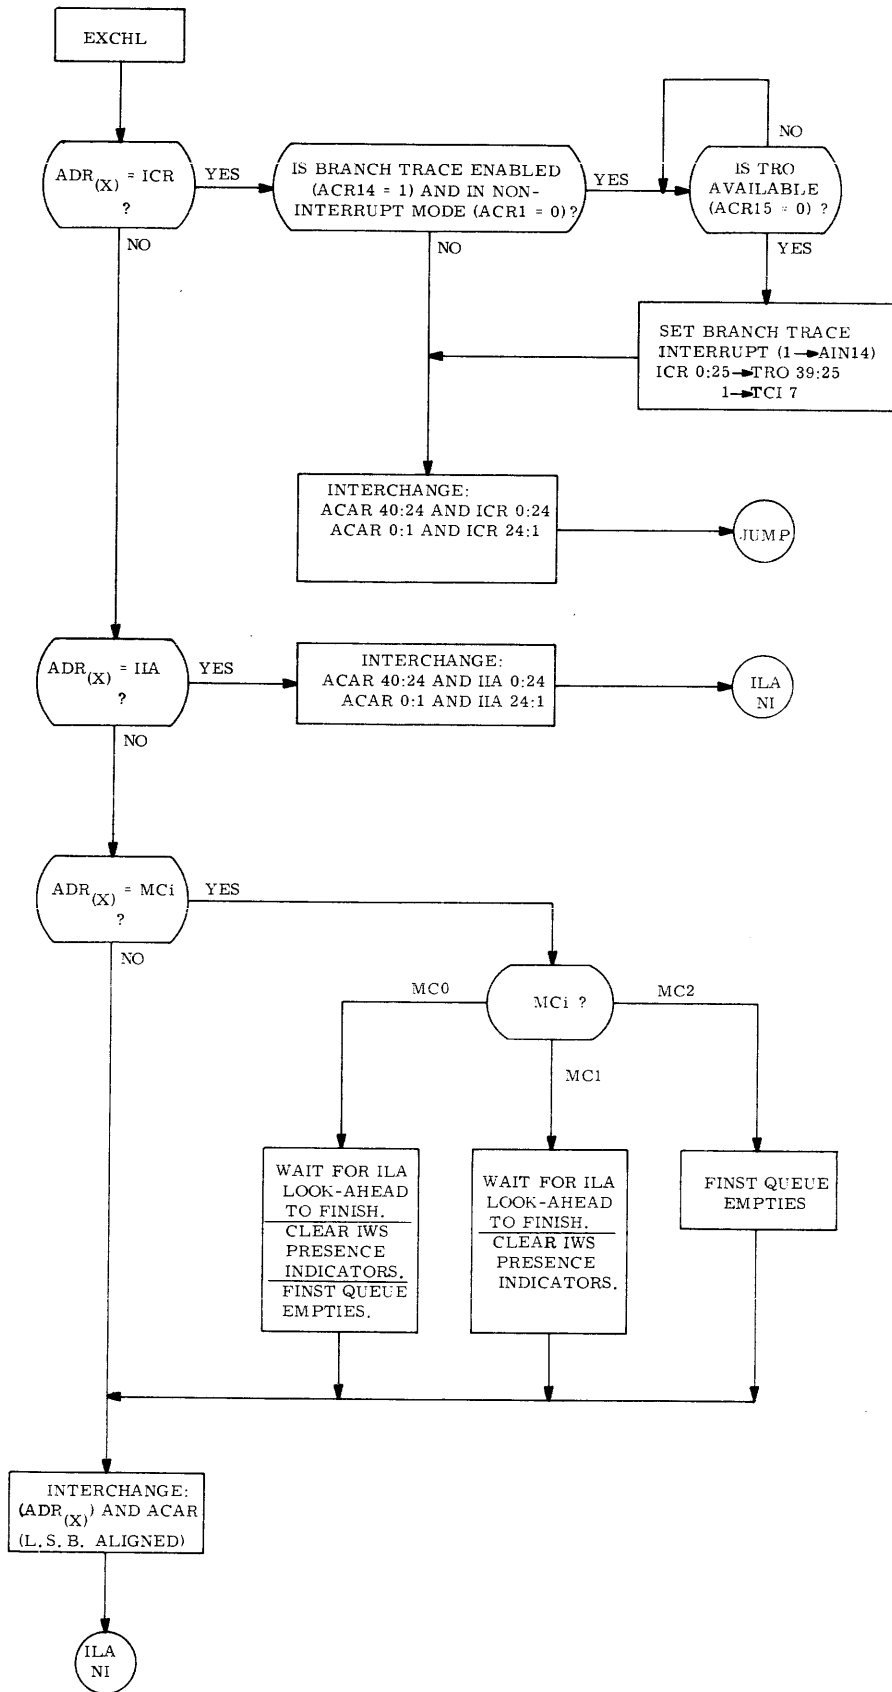 EXCHL
ADR(X) = ICR
?
YES
NO
IS BRANCH TRACE ENABLED
(ACR14 = 1) AND IN NON-
INTERRUPT MODE (ACR1 = 0) ?
YES
NO
NO
IS TRO
AVAILABLE
(ACR15 = 0) ?
YES
SET BRANCH TRACE
INTERRUPT (1→AIN14)
ICR 0:25→TRO 39:25
1→TCI 7
INTERCHANGE:
ACAR 40:24 AND ICR 0:24
ACAR 0:1 AND ICR 24:1
JUMP
ADR(X) = IIA
?
YES
NO
INTERCHANGE:
ACAR 40:24 AND IIA 0:24
ACAR 0:1 AND IIA 24:1
ILA
NI
ADR(X) = MCi
?
YES
NO
MC0
MCi ?
MC2
MC1
WAIT FOR ILA
LOOK-AHEAD
TO FINISH.
CLEAR IWS
PRESENCE
INDICATORS.
FINST QUEUE
EMPTIES.
WAIT FOR ILA
LOOK-AHEAD
TO FINISH.
CLEAR IWS
PRESENCE
INDICATORS.
FINST QUEUE
EMPTIES
INTERCHANGE:
(ADR(X)) AND ACAR
(L.S.B. ALIGNED)
ILA
NI